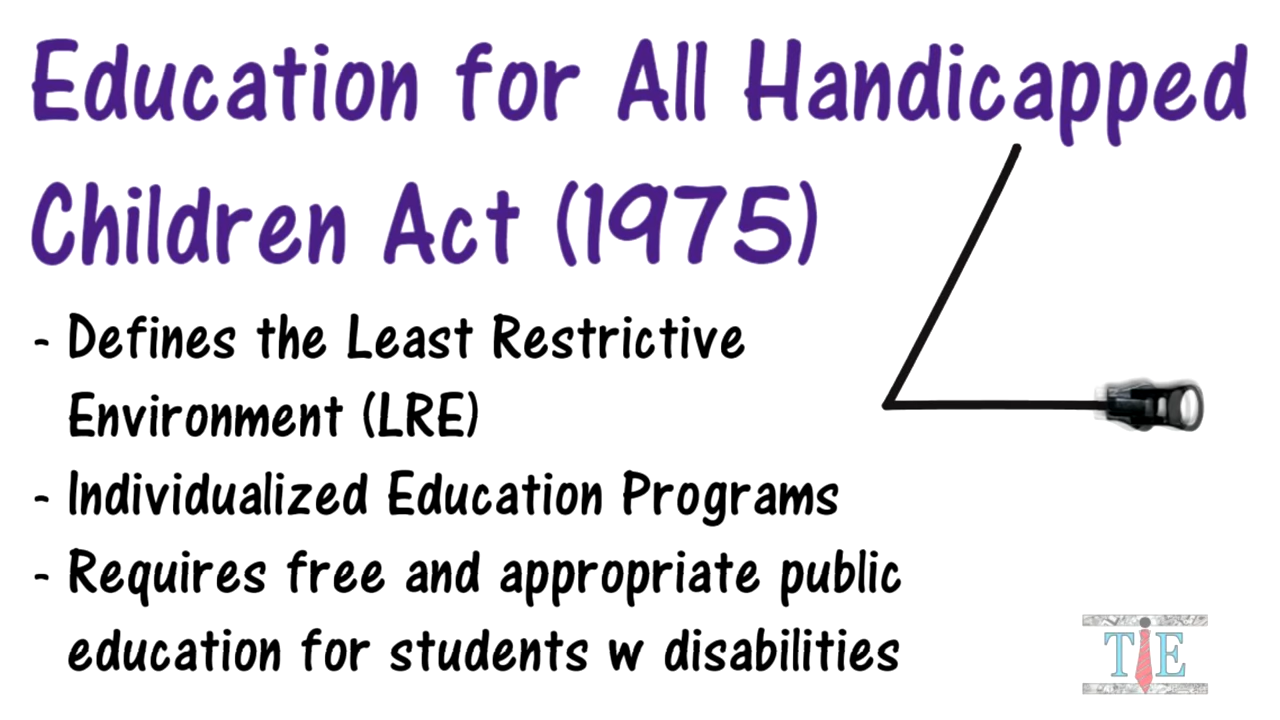 Education for All Handicapped
Children Act (1975)
- Defines the Least Restrictive
Environment (LRE)
- Individualized Education Programs
- Requires free and appropriate public
education for students w disabilities
TIE